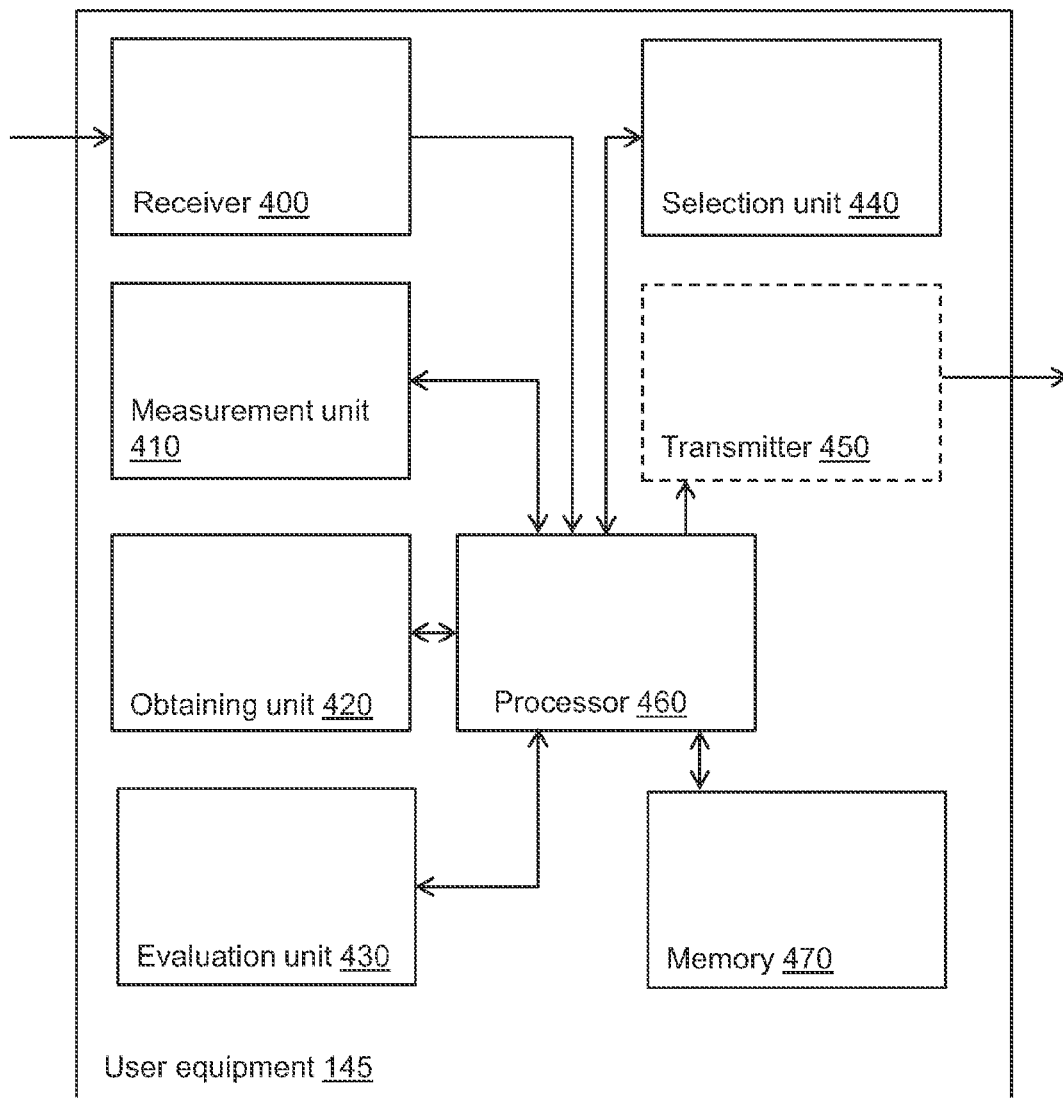 Receiver 400
Selection unit 440
Measurement unit
410
Transmitter 450
Obtaining unit 420
Processor 460
Evaluation unit 430
Memory 470
User equipment 145